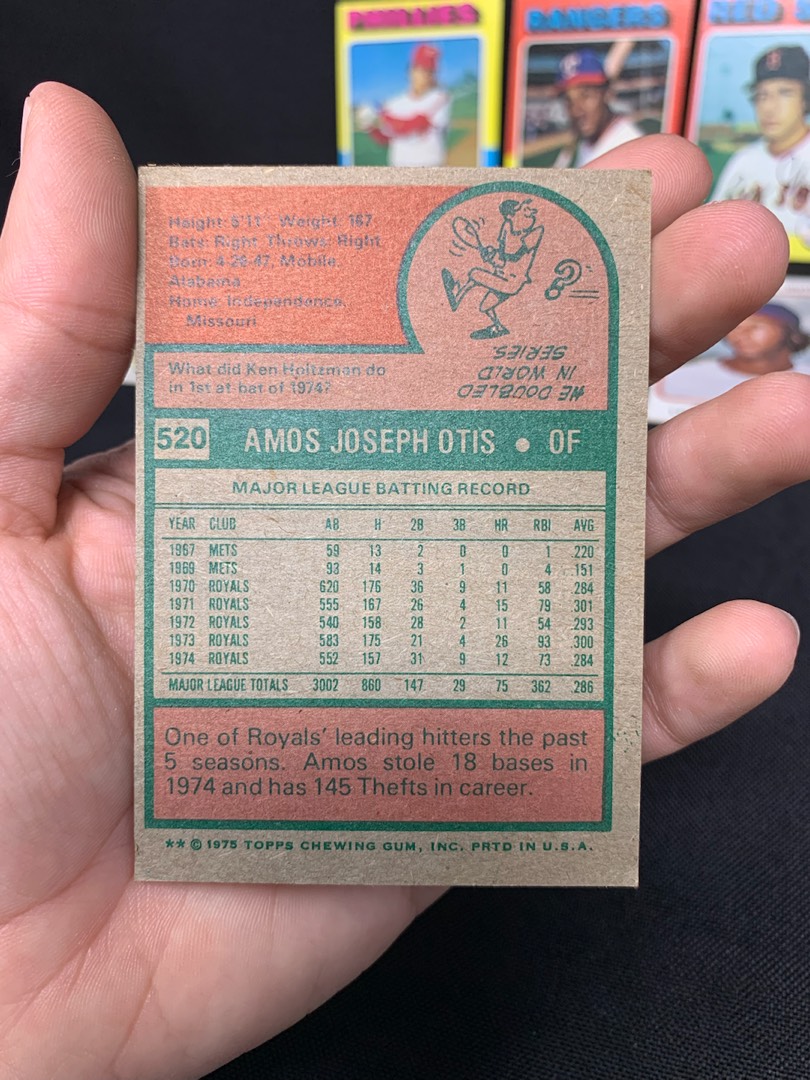 PHILLIES
RANGERS
RED
Height: 5'11" Weight: 167
Bats: Right Throws: Right
Born: 4-26-47, Mobile,
Alabama
Home: Independence,
Missouri
What did Ken Holtzman do
in 1st at bat of 1974?
HE DOUBLED
IN WORLD
SERIES.
520 AMOS JOSEPH OTIS • OF
MAJOR LEAGUE BATTING RECORD
YEAR CLUB AB H 2B 3B HR RBI AVG
1967 METS 59 13 2 0 0 1 .220
1969 METS 93 14 3 1 0 4 .151
1970 ROYALS 620 176 36 9 11 58 .284
1971 ROYALS 555 167 26 4 15 79 .301
1972 ROYALS 540 158 28 2 11 54 .293
1973 ROYALS 583 175 21 4 26 93 .300
1974 ROYALS 552 157 31 9 12 73 .284
MAJOR LEAGUE TOTALS 3002 860 147 29 75 362 .286
One of Royals' leading hitters the past
5 seasons. Amos stole 18 bases in
1974 and has 145 Thefts in career.
** © 1975 TOPPS CHEWING GUM, INC. PRTD IN U.S.A.